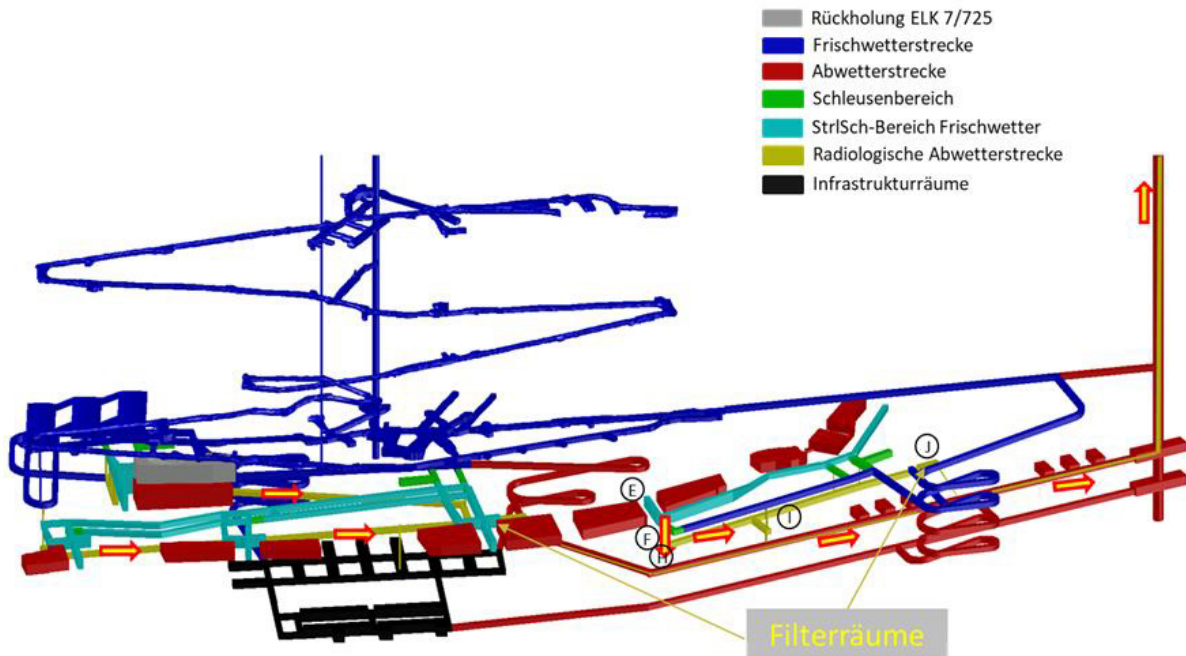 Rückholung ELK 7/725
Frischwetterstrecke
Abwetterstrecke
Schleusenbereich
StrlSch-Bereich Frischwetter
Radiologische Abwetterstrecke
Infrastrukturräume
J
E
I
F
H
Filterräume